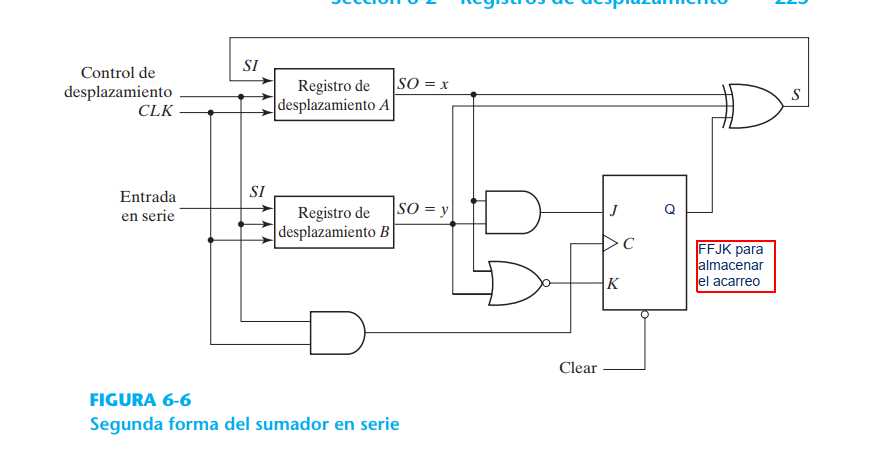 Sección 6-2 Registros de desplazamiento 223
SI
Control de
desplazamiento
CLK
Registro de
desplazamiento A
SO = x
S
Entrada
en serie
SI
Registro de
desplazamiento B
SO = y
J
Q
C
K
FFJK para
almacenar
el acarreo
Clear
FIGURA 6-6
Segunda forma del sumador en serie